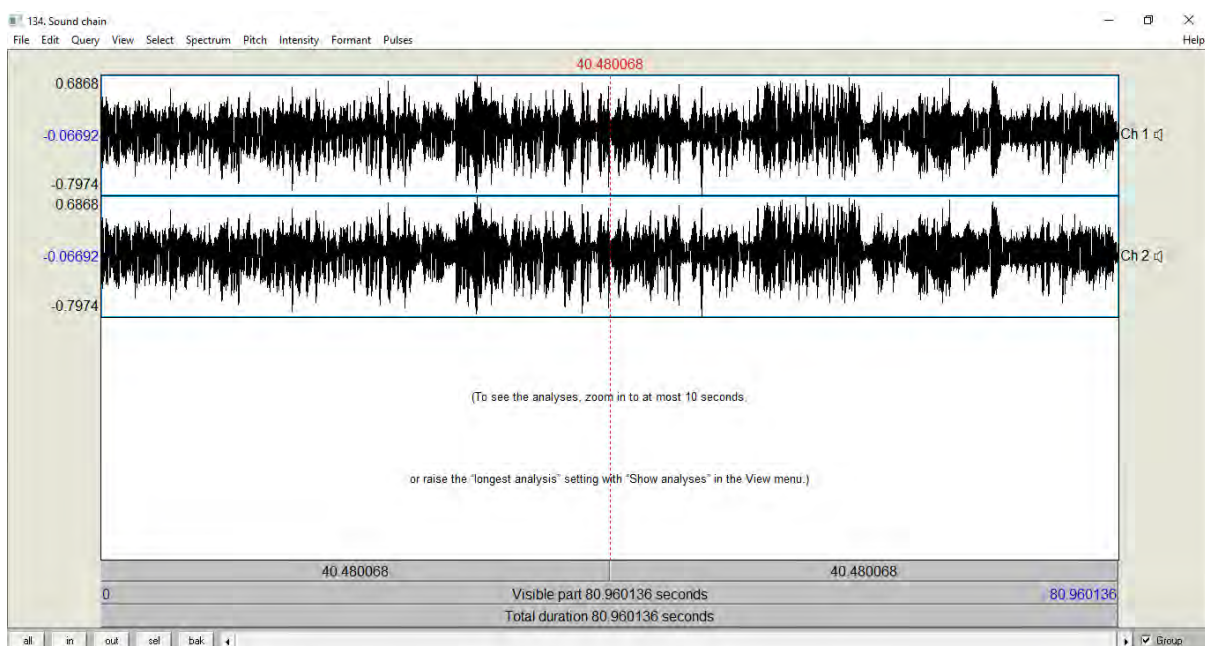 134. Sound chain
File Edit Query View Select Spectrum Pitch Intensity Formant Pulses Help
40.480068
0.6868
-0.06692
-0.7974
Ch 1
0.6868
-0.06692
-0.7974
Ch 2
(To see the analyses, zoom in to at most 10 seconds,
or raise the "longest analysis" setting with "Show analyses" in the View menu.)
40.480068 40.480068
0 Visible part 80.960136 seconds 80.960136
Total duration 80.960136 seconds
all in out sel bak Group